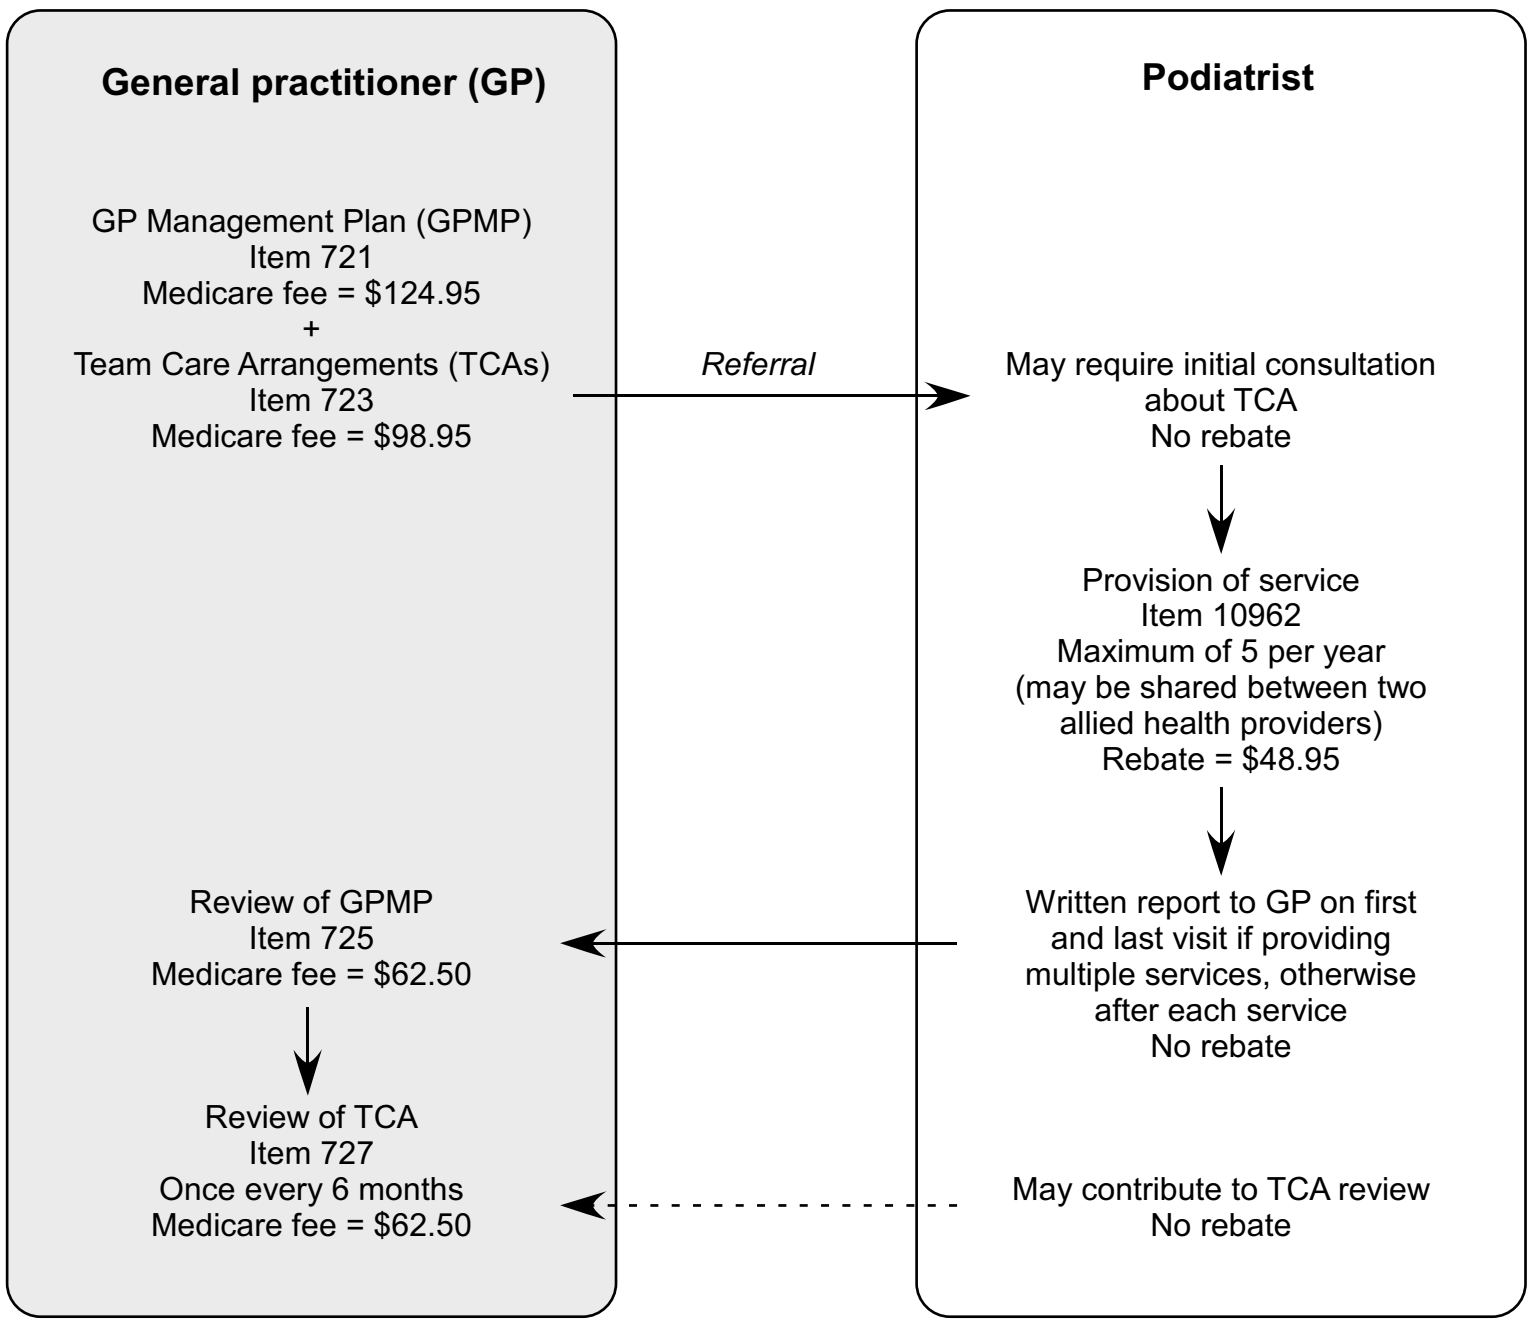 General practitioner (GP)
GP Management Plan (GPMP)
Item 721
Medicare fee = $124.95
+
Team Care Arrangements (TCAs)
Item 723
Medicare fee = $98.95
Referral
Review of GPMP
Item 725
Medicare fee = $62.50
Review of TCA
Item 727
Once every 6 months
Medicare fee = $62.50
Podiatrist
May require initial consultation
about TCA
No rebate
Provision of service
Item 10962
Maximum of 5 per year
(may be shared between two
allied health providers)
Rebate = $48.95
Written report to GP on first
and last visit if providing
multiple services, otherwise
after each service
No rebate
May contribute to TCA review
No rebate